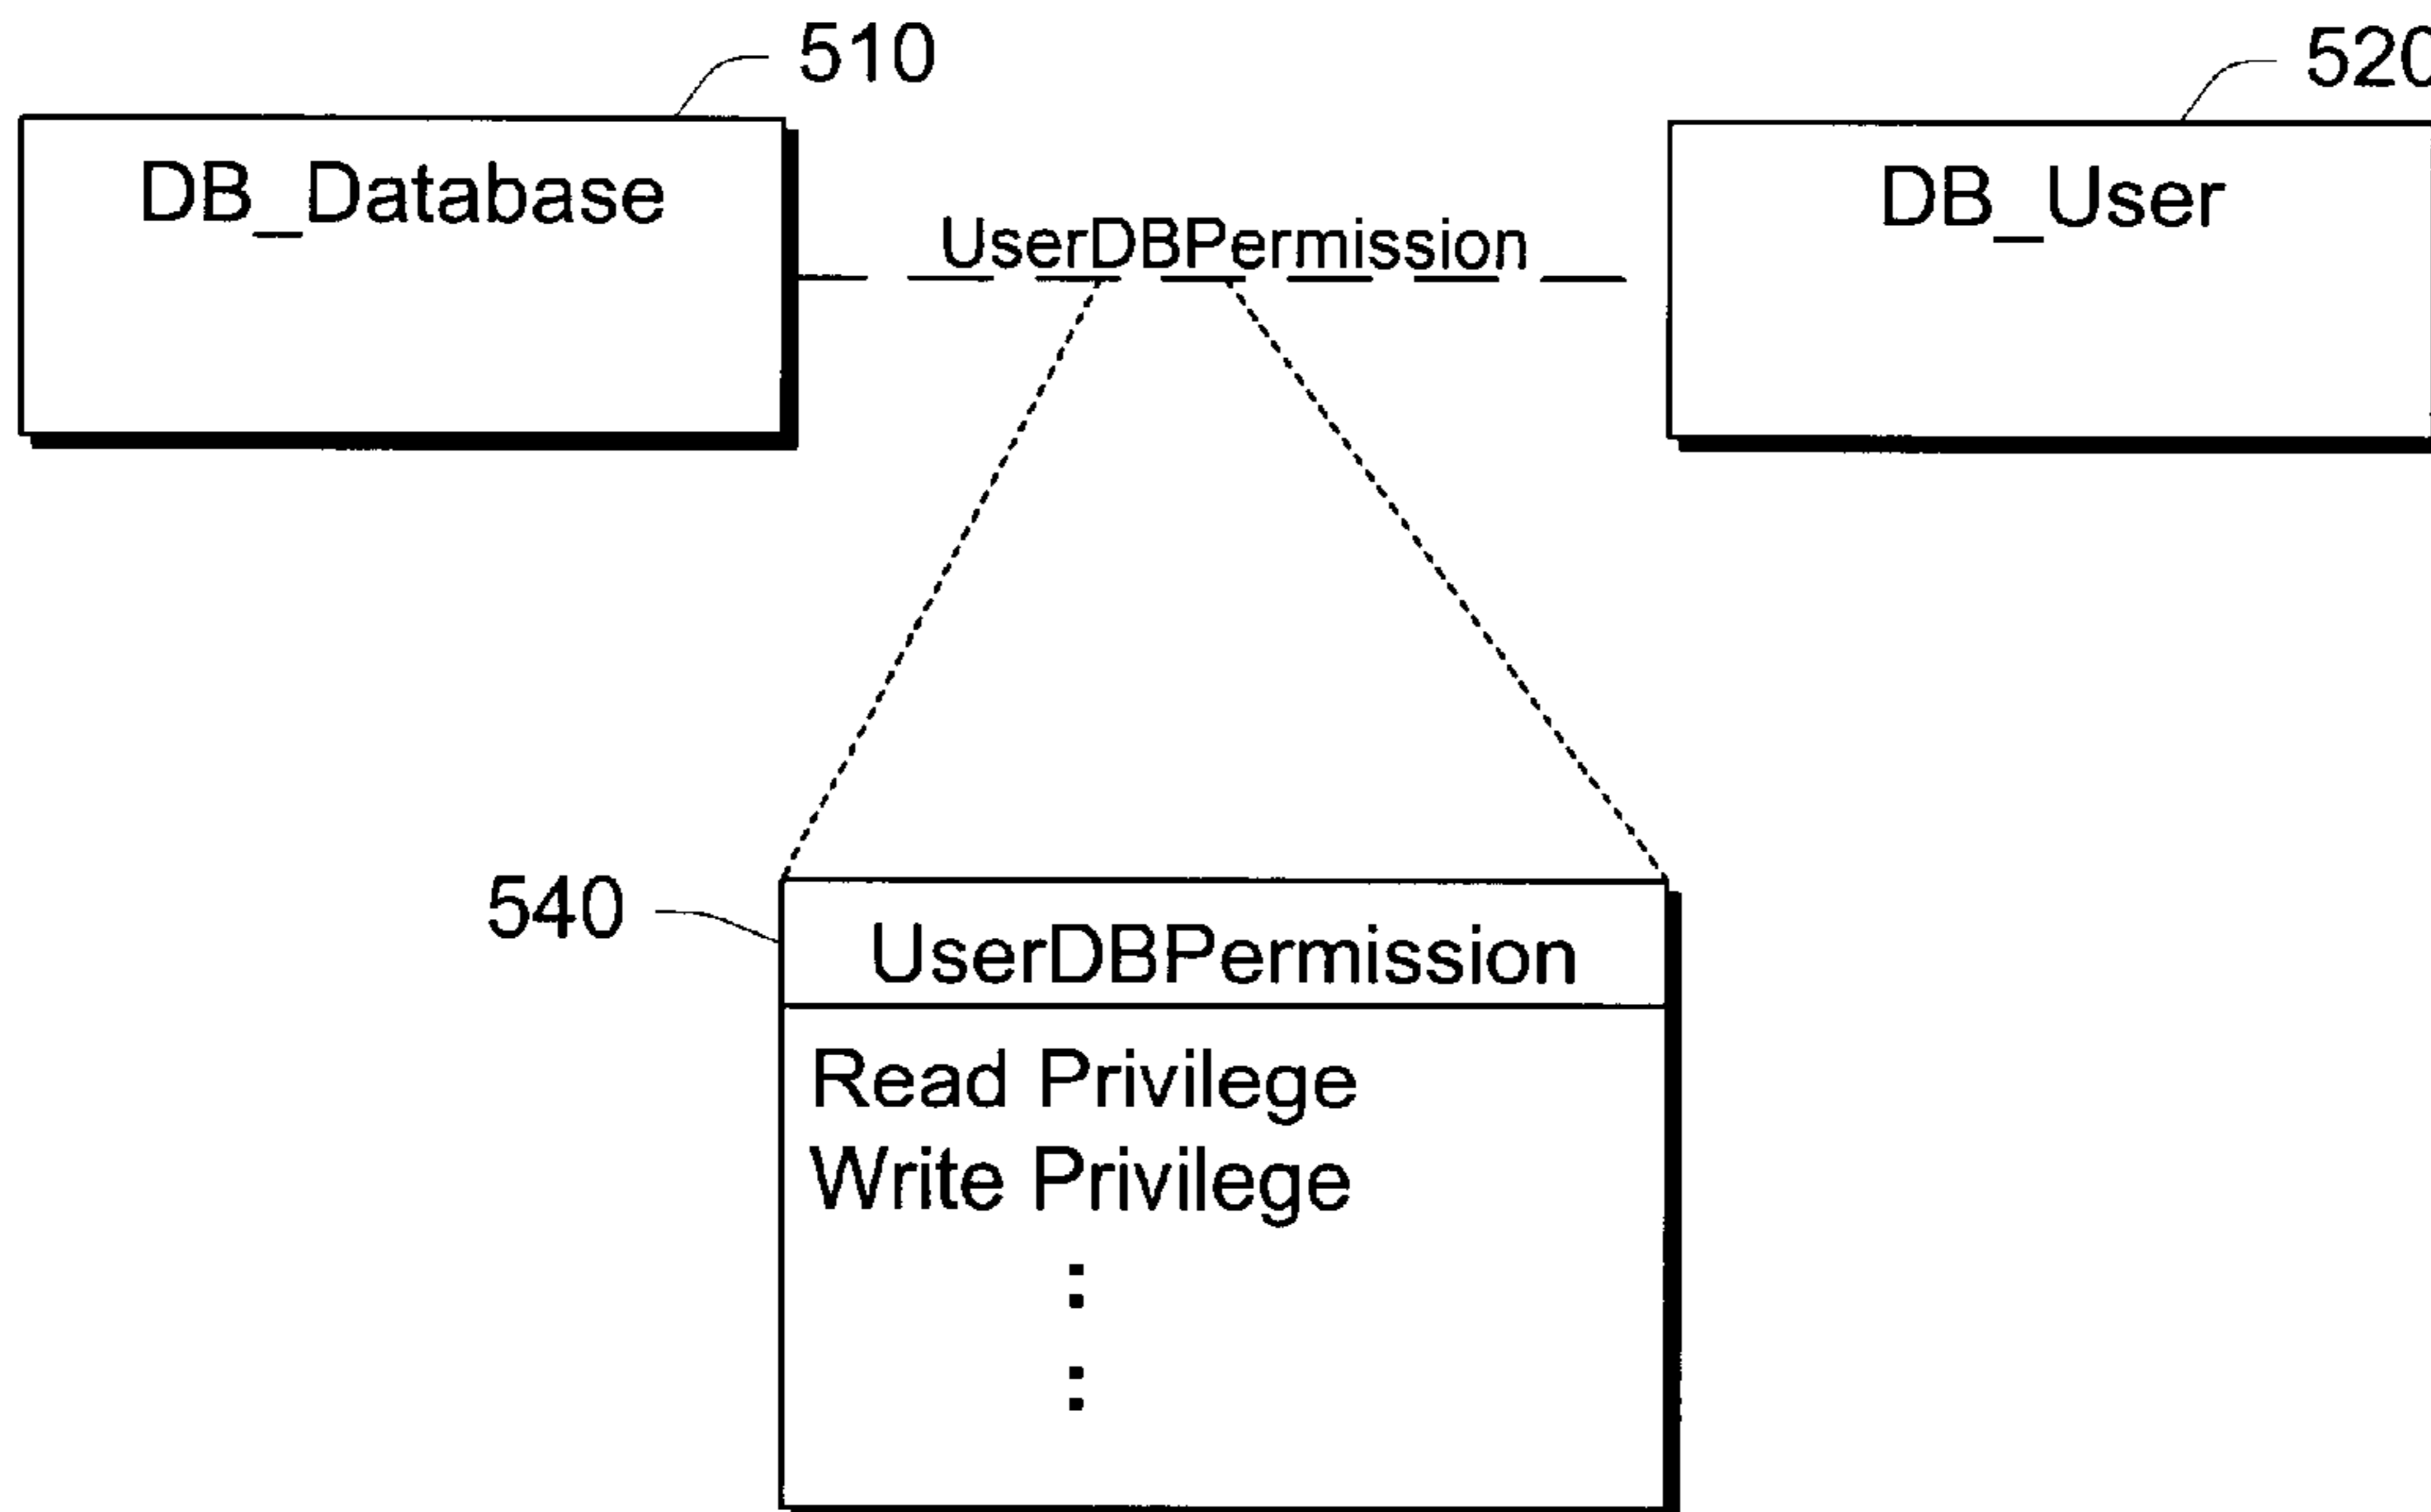 510
520
DB_Database
DB_User
UserDBPermission
540
UserDBPermission
Read Privilege
Write Privilege
:
: